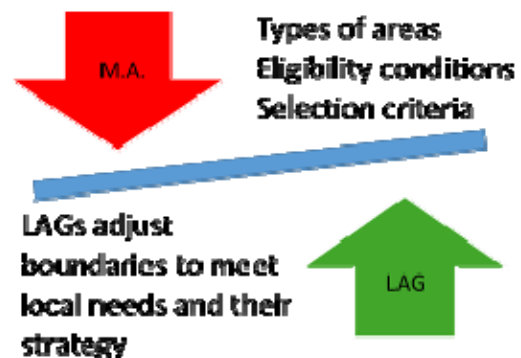 M.A.
Types of areas
Eligibility conditions
Selection criteria
LAGs adjust
boundaries to meet
local needs and their
strategy
LAG